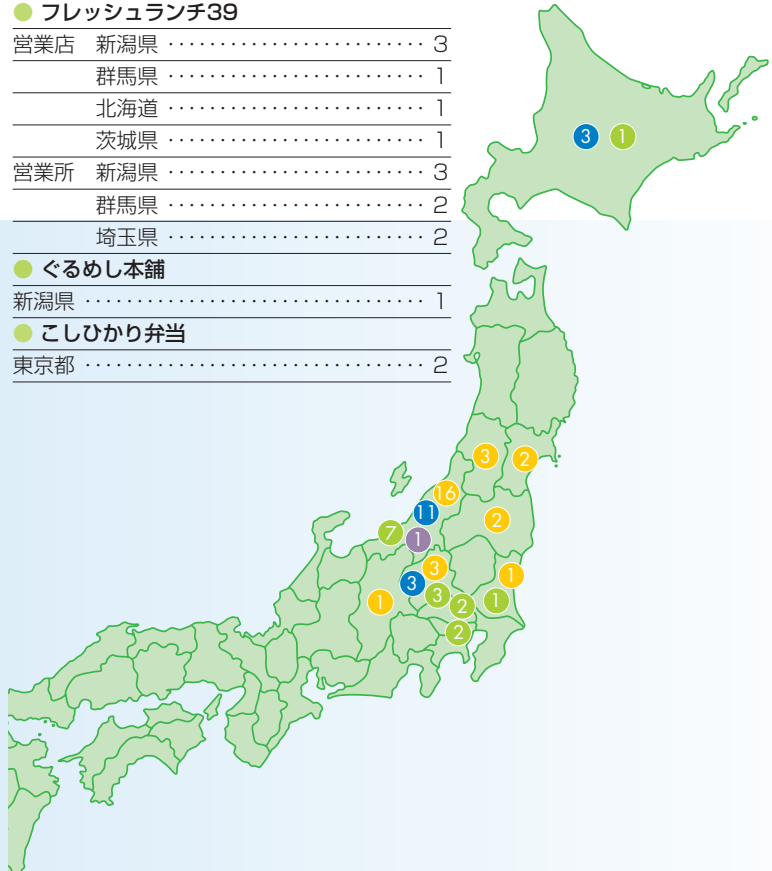 ● フレッシュランチ39
営業店 新潟県 ‥‥‥‥‥‥‥‥‥‥‥‥‥ 3
群馬県 ‥‥‥‥‥‥‥‥‥‥‥‥‥ 1
北海道 ‥‥‥‥‥‥‥‥‥‥‥‥‥ 1
茨城県 ‥‥‥‥‥‥‥‥‥‥‥‥‥ 1
営業所 新潟県 ‥‥‥‥‥‥‥‥‥‥‥‥‥ 3
群馬県 ‥‥‥‥‥‥‥‥‥‥‥‥‥ 2
埼玉県 ‥‥‥‥‥‥‥‥‥‥‥‥‥ 2
● ぐるめし本舗
新潟県 ‥‥‥‥‥‥‥‥‥‥‥‥‥‥‥‥‥ 1
● こしひかり弁当
東京都 ‥‥‥‥‥‥‥‥‥‥‥‥‥‥‥‥‥ 2
3 1
3 2
16
11 2
7 1
3 1
3
1 3 2 1
2